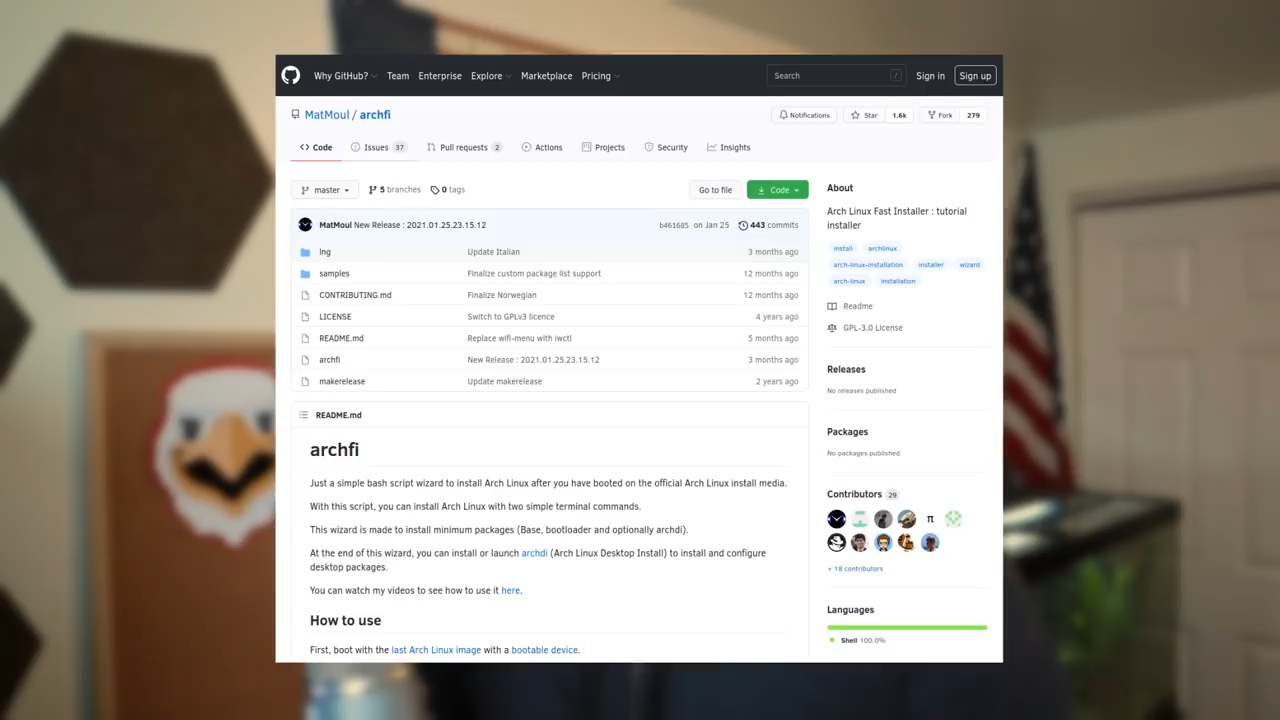 Why GitHub? Team Enterprise Explore Marketplace Pricing Search / Sign in Sign up
MatMoul / archfi Notifications Star 1.6k Fork 279
Code Issues 37 Pull requests 2 Actions Projects Security Insights
master 5 branches 0 tags Go to file Code
MatMoul New Release : 2021.01.25.23.15.12 b461685 on Jan 25 443 commits
lng Update Italian 3 months ago
samples Finalize custom package list support 12 months ago
CONTRIBUTING.md Finalize Norwegian 12 months ago
LICENSE Switch to GPLv3 licence 4 years ago
README.md Replace wifi-menu with iwctl 5 months ago
archfi New Release : 2021.01.25.23.15.12 3 months ago
makerelease Update makerelease 2 years ago
README.md
archfi
Just a simple bash script wizard to install Arch Linux after you have booted on the official Arch Linux install media.
With this script, you can install Arch Linux with two simple terminal commands.
This wizard is made to install minimum packages (Base, bootloader and optionally archdi).
At the end of this wizard, you can install or launch archdi (Arch Linux Desktop Install) to install and configure
desktop packages.
You can watch my videos to see how to use it here.
How to use
First, boot with the last Arch Linux image with a bootable device.
About
Arch Linux Fast Installer : tutorial
installer
install archlinux
arch-linux-installation installer wizard
arch-linux installation
Readme
GPL-3.0 License
Releases
No releases published
Packages
No packages published
Contributors 29
π
+ 18 contributors
Languages
Shell 100.0%